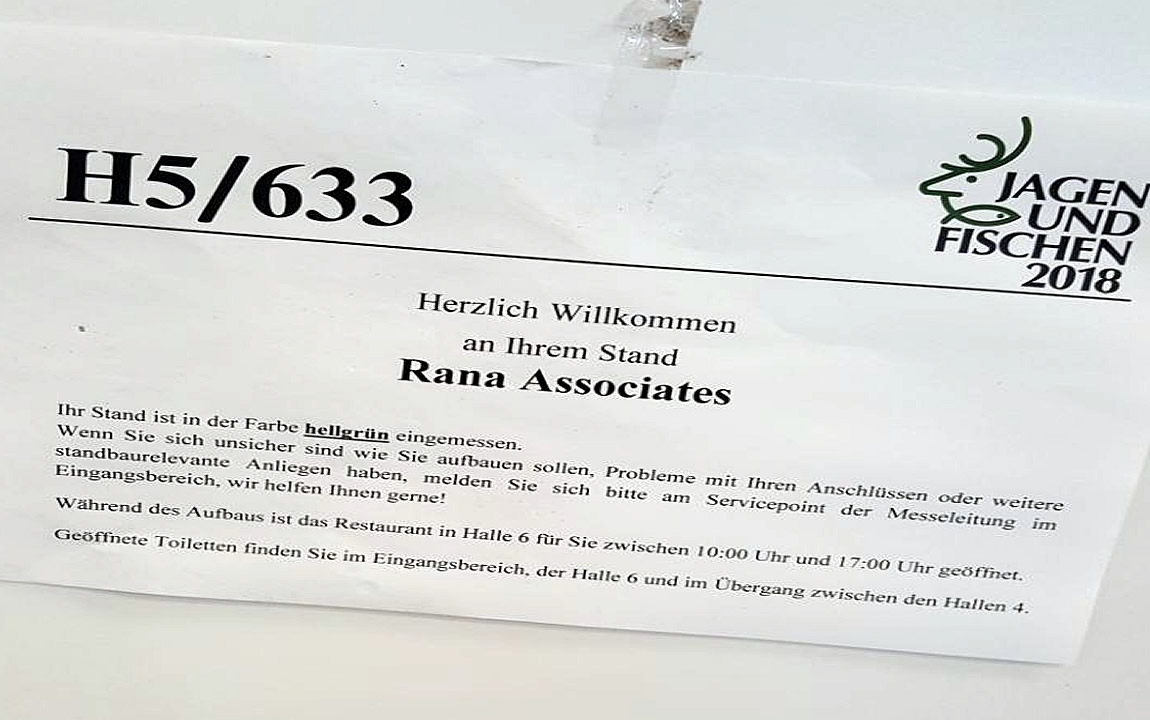 H5/633
JAGEN
UND
FISCHEN
2018
Herzlich Willkommen
an Ihrem Stand
Rana Associates
Ihr Stand ist in der Farbe hellgrün eingemessen.
Wenn Sie sich unsicher sind wie Sie aufbauen sollen, Probleme mit Ihren Anschlüssen oder weitere
standbaurelevante Anliegen haben, melden Sie sich bitte am Servicepoint der Messeleitung im
Eingangsbereich, wir helfen Ihnen gerne!
Während des Aufbaus ist das Restaurant in Halle 6 für Sie zwischen 10:00 Uhr und 17:00 Uhr geöffnet.
Geöffnete Toiletten finden Sie im Eingangsbereich, der Halle 6 und im Übergang zwischen den Hallen 4.